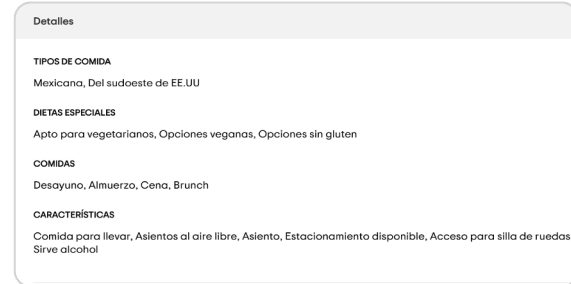 Detalles
TIPOS DE COMIDA
Mexicana, Del sudoeste de EE.UU
DIETAS ESPECIALES
Apto para vegetarianos, Opciones veganas, Opciones sin gluten
COMIDAS
Desayuno, Almuerzo, Cena, Brunch
CARACTERÍSTICAS
Comida para llevar, Asientos al aire libre, Asiento, Estacionamiento disponible, Acceso para silla de ruedas
Sirve alcohol